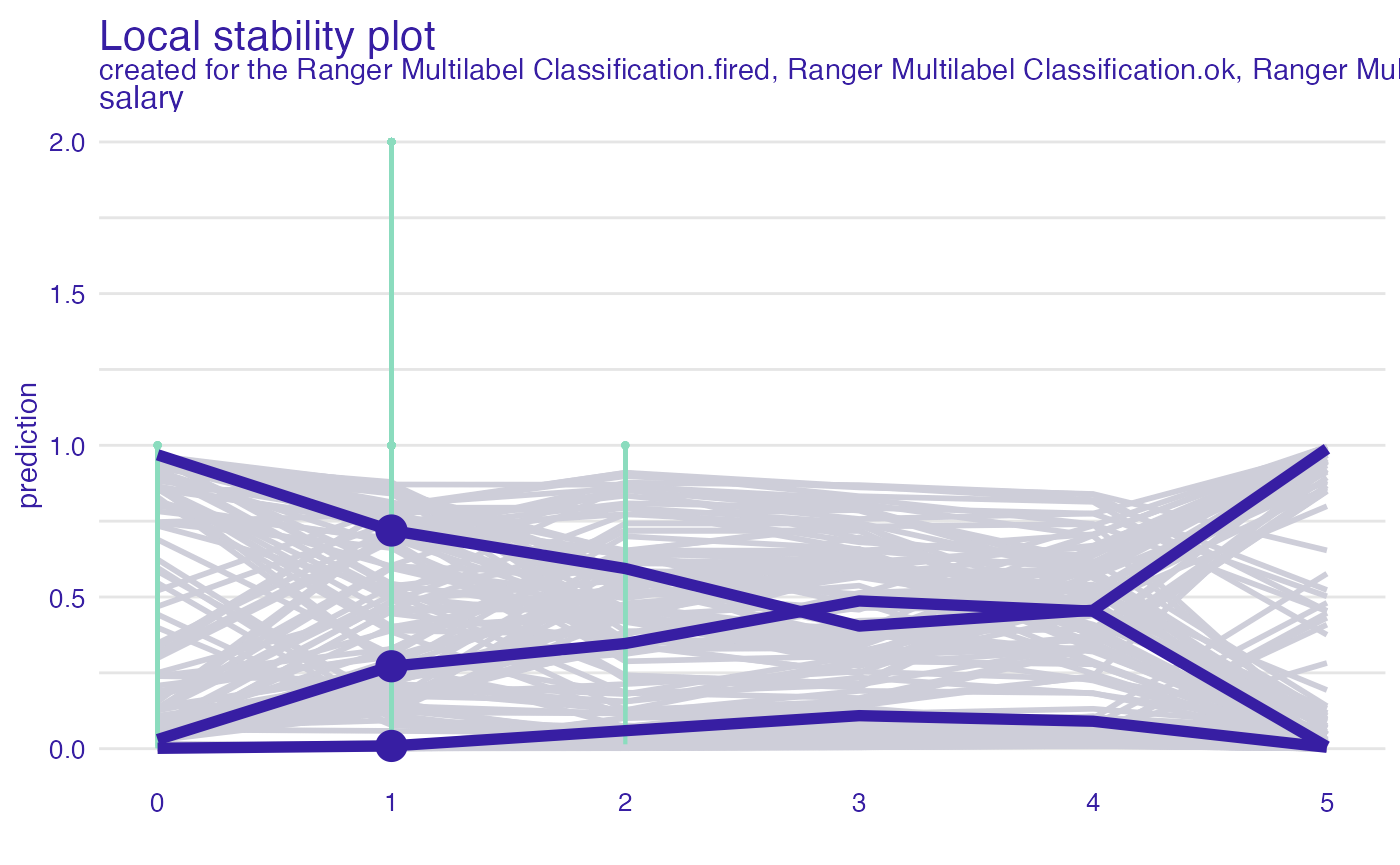 Local stability plot
created for the Ranger Multilabel Classification.fired, Ranger Multilabel Classification.ok, Ranger Mul
salary
2.0
1.5
1.0
0.5
0.0
prediction
0 1 2 3 4 5